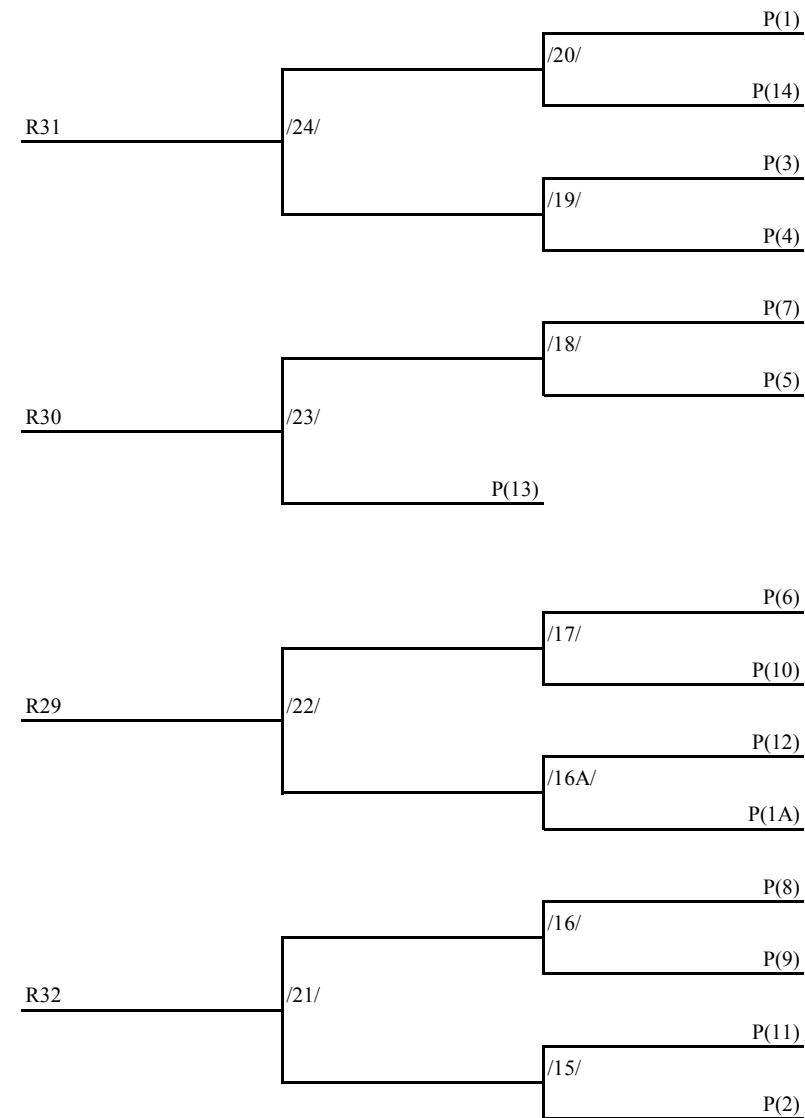 P(1)
/20/
P(14)
R31
/24/
P(3)
/19/
P(4)
P(7)
/18/
P(5)
R30
/23/
P(13)
P(6)
/17/
P(10)
R29
/22/
P(12)
/16A/
P(1A)
P(8)
/16/
P(9)
R32
/21/
P(11)
/15/
P(2)